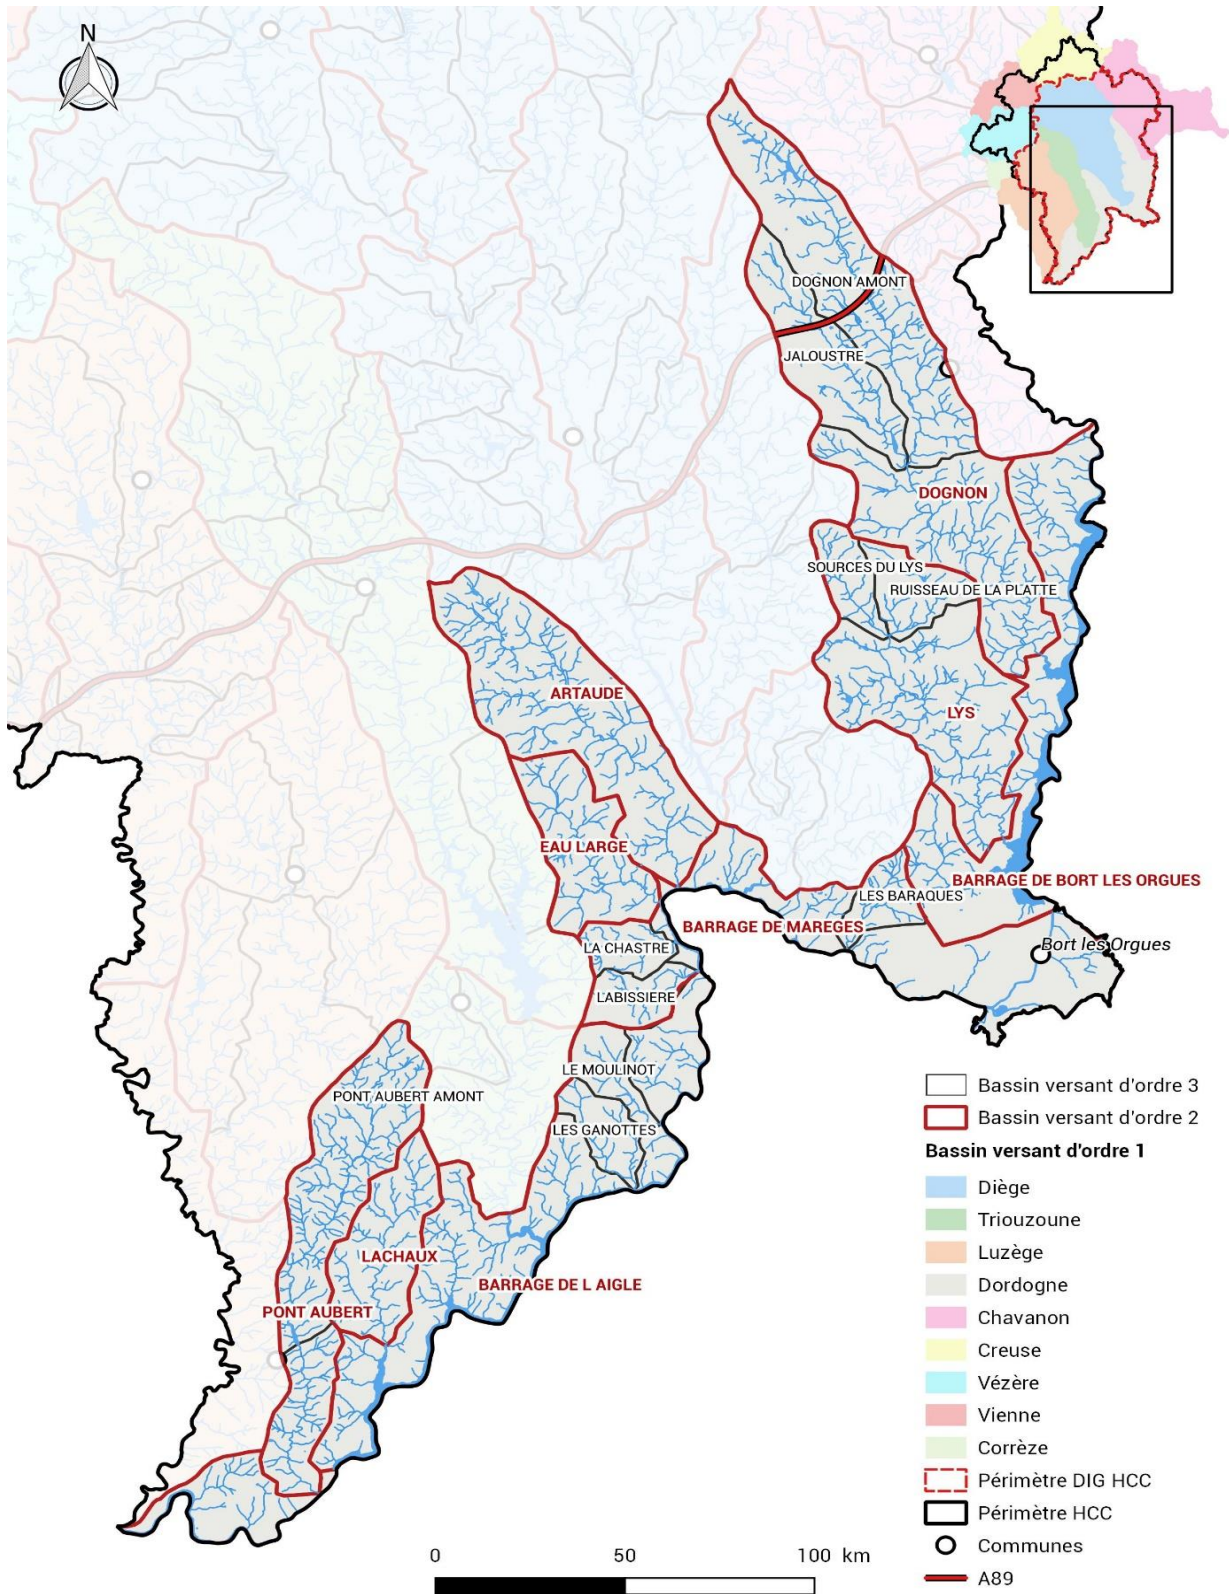 N
DOGNON AMONT
JALOUSTRE
DOGNON
SOURCES DU LYS
RUISSEAU DE LA PLATTE
ARTAUDE
LYS
EAU LARGE
BARRAGE DE BORT LES ORGUES
LES BARAQUES
BARRAGE DE MAREGES
Bort les Orgues
LA CHASTRE
LABISSIERE
LE MOULINOT
PONT AUBERT AMONT
LES GANOTTES
LACHAUX
BARRAGE DE L AIGLE
PONT AUBERT
Bassin versant d'ordre 3
Bassin versant d'ordre 2
Bassin versant d'ordre 1
Diège
Triouzoune
Luzège
Dordogne
Chavanon
Creuse
Vézère
Vienne
Corrèze
Périmètre DIG HCC
Périmètre HCC
Communes
A89
0 50 100 km